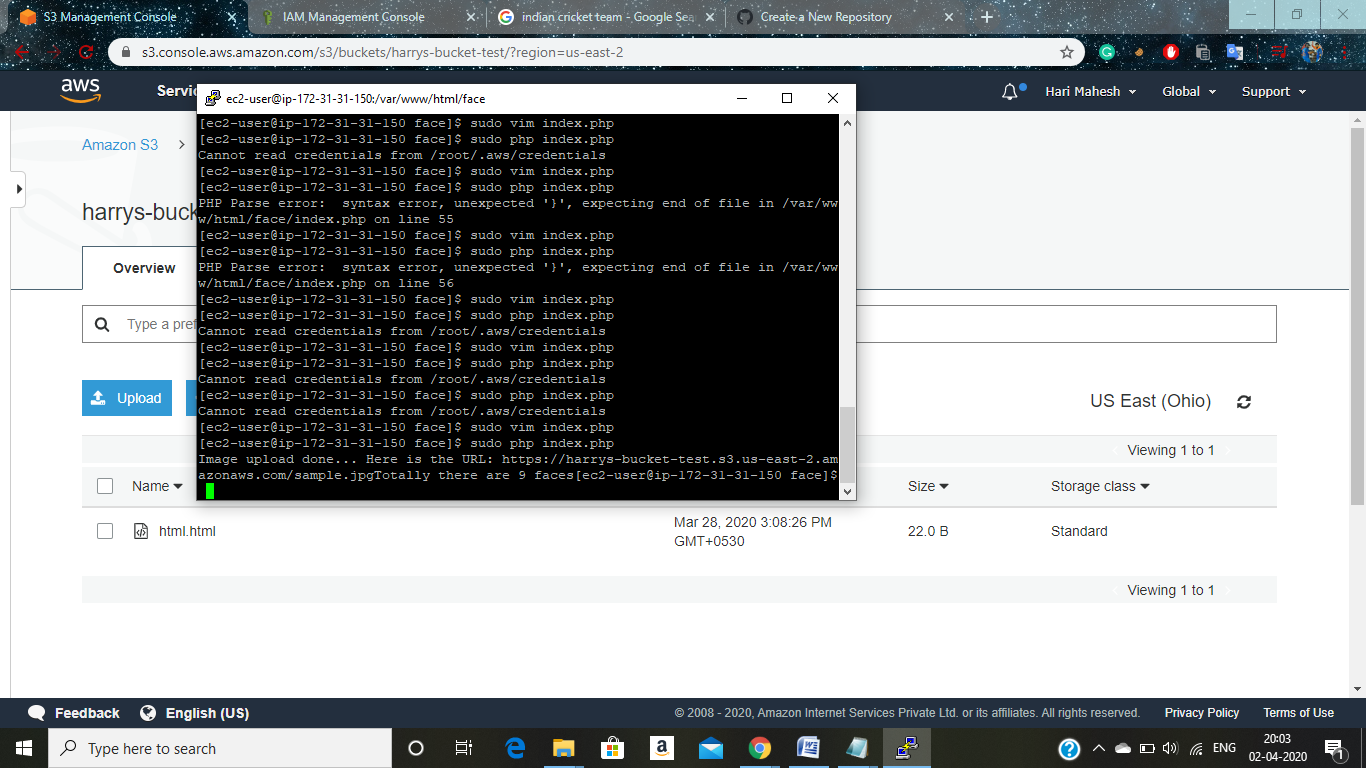 S3 Management Console
IAM Management Console
indian cricket team - Google Sea
Create a New Repository
s3.console.aws.amazon.com/s3/buckets/harrys-bucket-test/?region=us-east-2
aws
Servic
Hari Mahesh
Global
Support
ec2-user@ip-172-31-31-150:/var/www/html/face
[ec2-user@ip-172-31-31-150 face]$ sudo vim index.php
[ec2-user@ip-172-31-31-150 face]$ sudo php index.php
Cannot read credentials from /root/.aws/credentials
[ec2-user@ip-172-31-31-150 face]$ sudo vim index.php
[ec2-user@ip-172-31-31-150 face]$ sudo php index.php
PHP Parse error:  syntax error, unexpected '}', expecting end of file in /var/ww
w/html/face/index.php on line 55
[ec2-user@ip-172-31-31-150 face]$ sudo vim index.php
[ec2-user@ip-172-31-31-150 face]$ sudo php index.php
PHP Parse error:  syntax error, unexpected '}', expecting end of file in /var/ww
w/html/face/index.php on line 56
[ec2-user@ip-172-31-31-150 face]$ sudo vim index.php
[ec2-user@ip-172-31-31-150 face]$ sudo php index.php
Cannot read credentials from /root/.aws/credentials
[ec2-user@ip-172-31-31-150 face]$ sudo vim index.php
[ec2-user@ip-172-31-31-150 face]$ sudo php index.php
Cannot read credentials from /root/.aws/credentials
[ec2-user@ip-172-31-31-150 face]$ sudo php index.php
Cannot read credentials from /root/.aws/credentials
[ec2-user@ip-172-31-31-150 face]$ sudo vim index.php
[ec2-user@ip-172-31-31-150 face]$ sudo php index.php
Image upload done... Here is the URL: https://harrys-bucket-test.s3.us-east-2.am
azonaws.com/sample.jpgTotally there are 9 faces[ec2-user@ip-172-31-31-150 face]$
Amazon S3
harrys-buck
Overview
Type a pref
Upload
US East (Ohio)
Viewing 1 to 1
Name
Size
Storage class
html.html
Mar 28, 2020 3:08:26 PM
GMT+0530
22.0 B
Standard
Viewing 1 to 1
Feedback
English (US)
© 2008 - 2020, Amazon Internet Services Private Ltd. or its affiliates. All rights reserved.
Privacy Policy
Terms of Use
Type here to search
ENG
20:03
02-04-2020
1